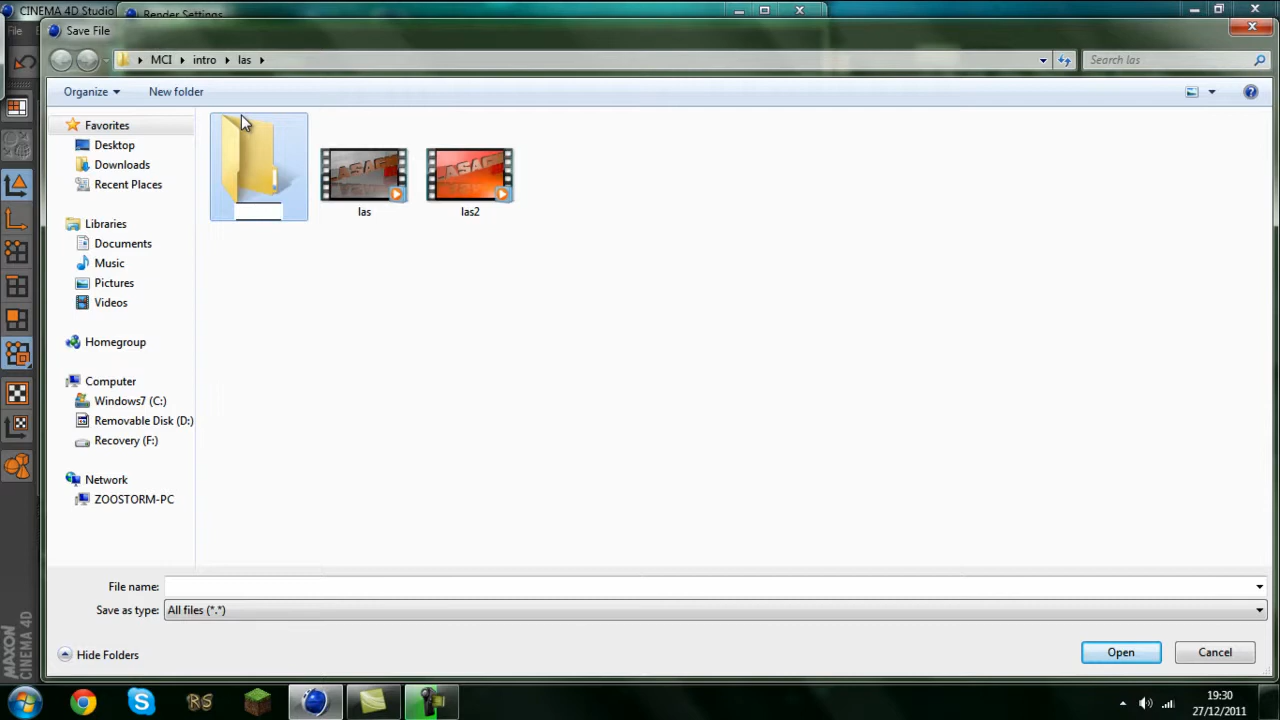 CINEMA 4D Studio
Render Settings
File
Save File
MCI intro las
Search las
Organize
New folder
Favorites
Desktop
Downloads
Recent Places
Libraries
Documents
Music
Pictures
Videos
Homegroup
Computer
Windows7 (C:)
Removable Disk (D:)
Recovery (F:)
Network
ZOOSTORM-PC
las
las2
File name:
Save as type: All files (*.*)
Hide Folders
Open
Cancel
MAXON
CINEMA 4D
RS
19:30
27/12/2011